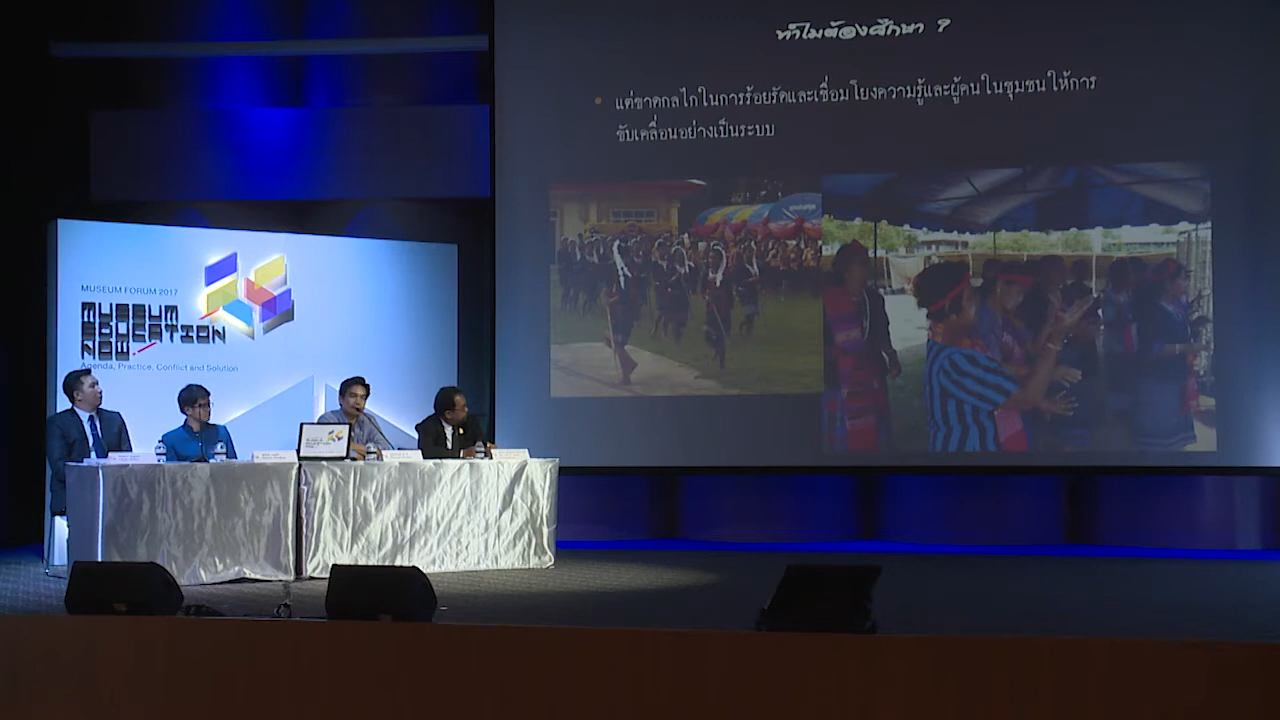 ทำไมต้องศึกษา ?
แต่ขาดกลไกในการร้อยรัดและเชื่อมโยงความรู้และผู้คนในชุมชนให้การ
ขับเคลื่อนอย่างเป็นระบบ
MUSEUM FORUM 2017
MUSEUM
EDUCATION
NOW
Agenda, Practice, Conflict and Solution